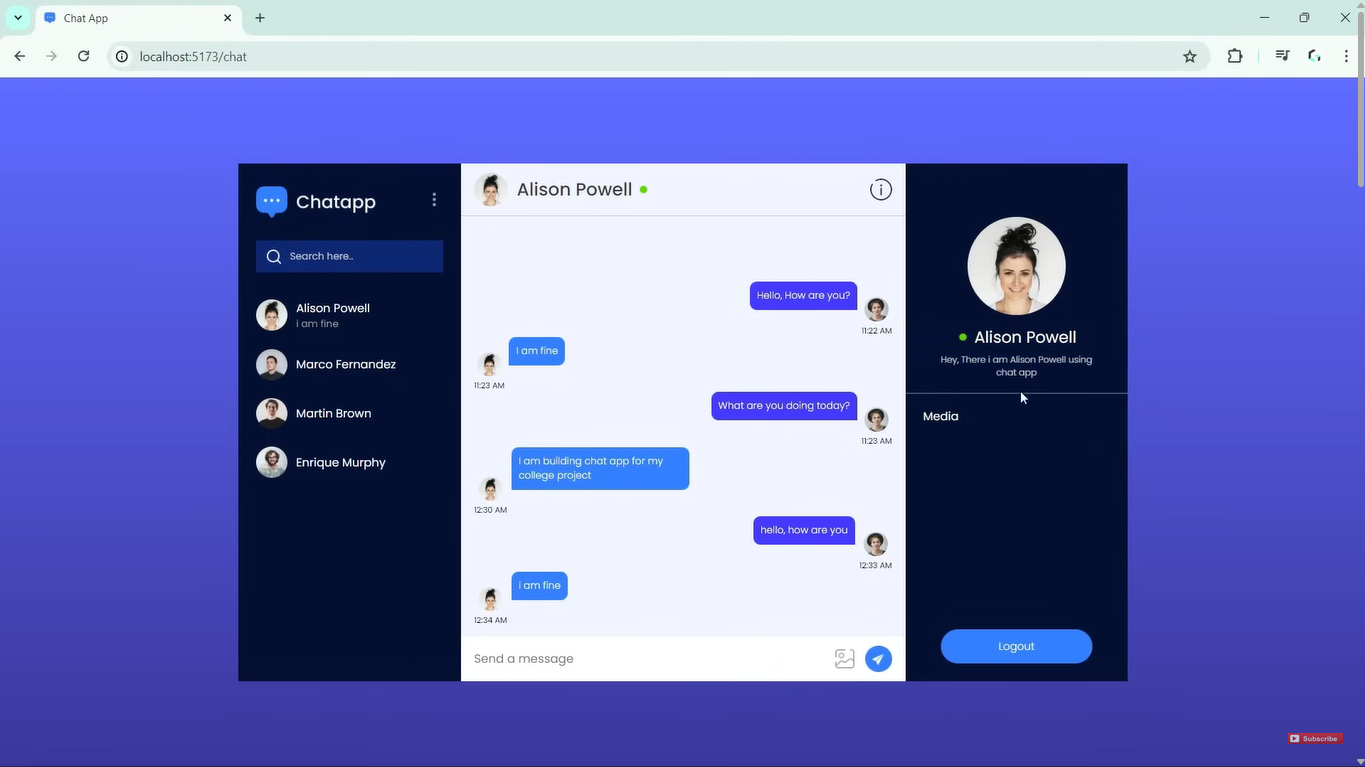 Chat App
localhost:5173/chat
Chatapp
Search here..
Alison Powell
i am fine
Marco Fernandez
Martin Brown
Enrique Murphy
Alison Powell
Hello, How are you?
11:22 AM
I am fine
11:23 AM
What are you doing today?
11:23 AM
I am building chat app for my
college project
12:30 AM
hello, how are you
12:33 AM
i am fine
12:34 AM
Send a message
Alison Powell
Hey, There i am Alison Powell using
chat app
Media
Logout
Subscribe